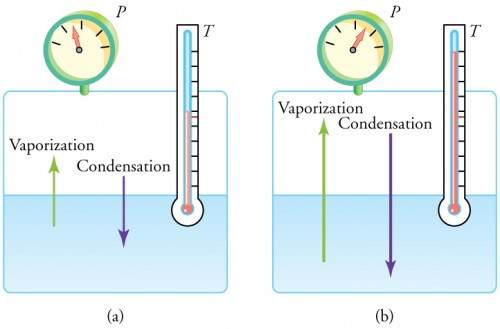 P
T
Vaporization
Condensation
(a)
P
T
Vaporization
Condensation
(b)